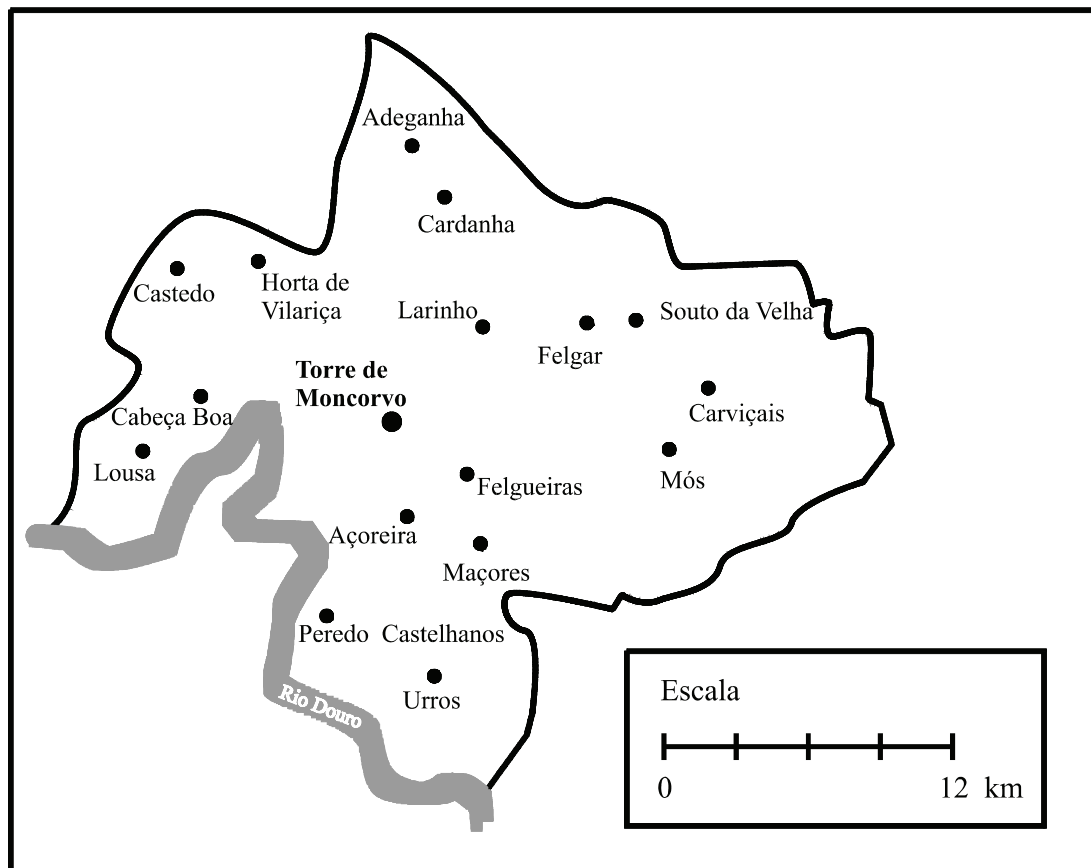 Adeganha
Cardanha
Castedo
Horta de
Vilariça
Larinho
Souto da Velha
Felgar
Torre de
Moncorvo
Cabeça Boa
Carviçais
Lousa
Mós
Felgueiras
Açoreira
Maçores
Peredo
Castelhanos
Urros
Rio Douro
Escala
0
12 km